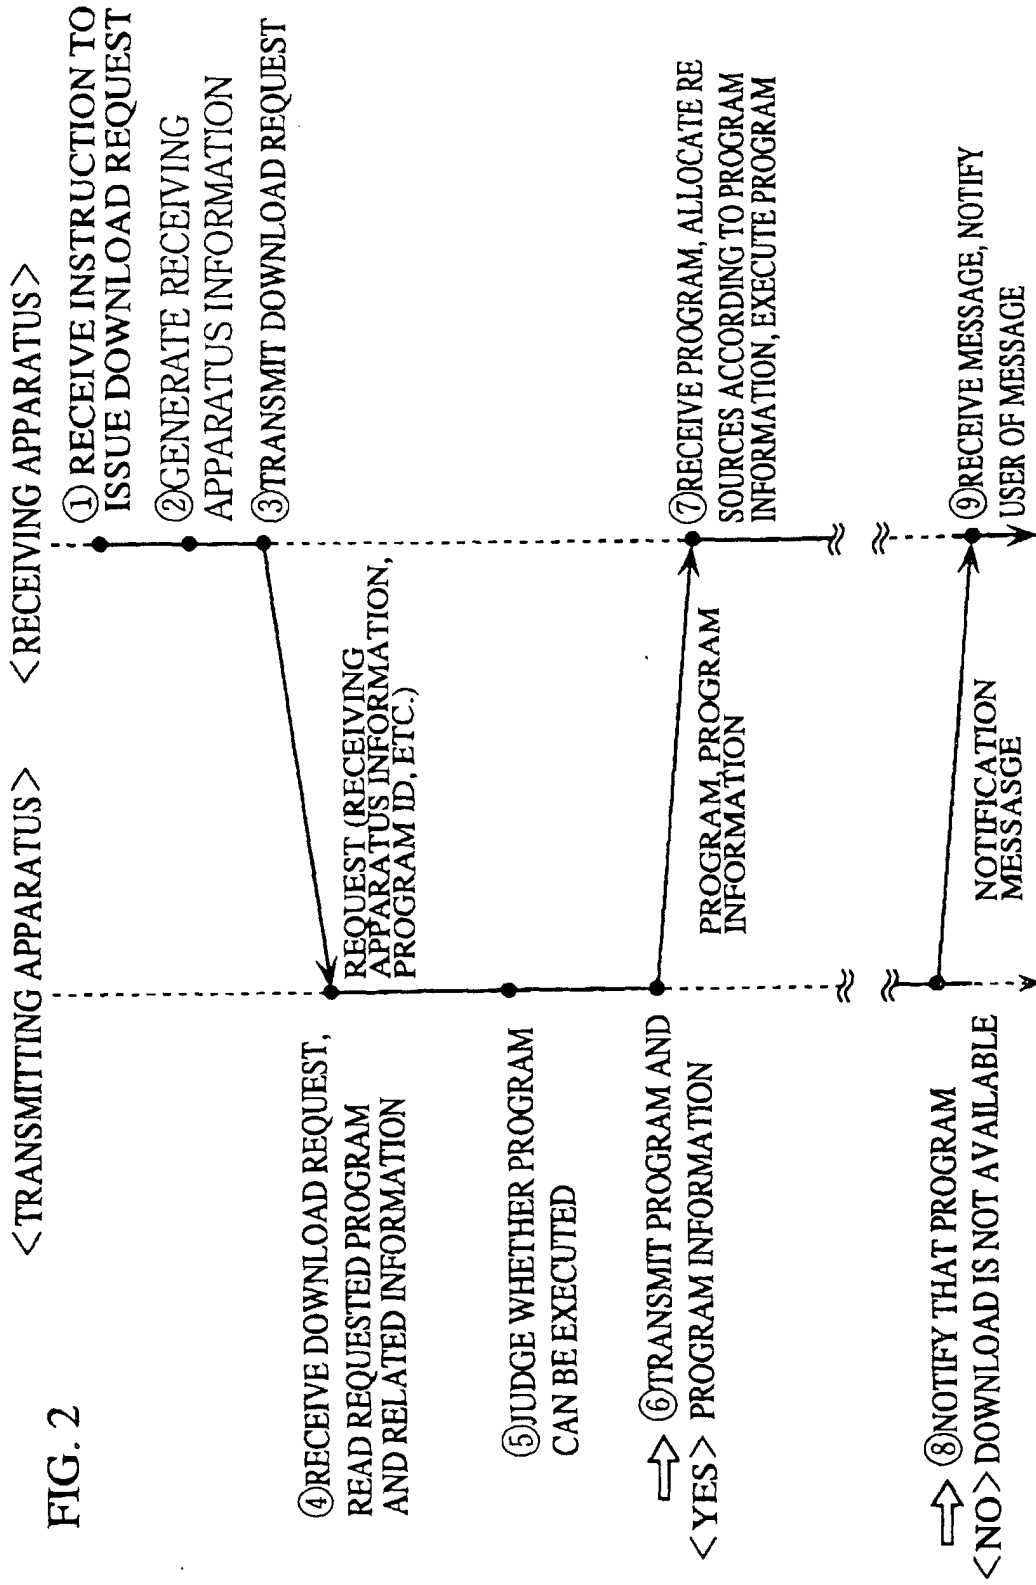 FIG. 2
<TRANSMITTING APPARATUS>
<RECEIVING APPARATUS>
① RECEIVE INSTRUCTION TO
ISSUE DOWNLOAD REQUEST
②GENERATE RECEIVING
APPARATUS INFORMATION
③TRANSMIT DOWNLOAD REQUEST
REQUEST (RECEIVING
APPARATUS INFORMATION,
PROGRAM ID, ETC.)
④RECEIVE DOWNLOAD REQUEST,
READ REQUESTED PROGRAM
AND RELATED INFORMATION
⑤JUDGE WHETHER PROGRAM
CAN BE EXECUTED
⑥TRANSMIT PROGRAM AND
<YES> PROGRAM INFORMATION
PROGRAM, PROGRAM
INFORMATION
⑦RECEIVE PROGRAM, ALLOCATE RE
SOURCES ACCORDING TO PROGRAM
INFORMATION, EXECUTE PROGRAM
⑧NOTIFY THAT PROGRAM
<NO> DOWNLOAD IS NOT AVAILABLE
NOTIFICATION
MESSASGE
⑨RECEIVE MESSAGE, NOTIFY
USER OF MESSAGE